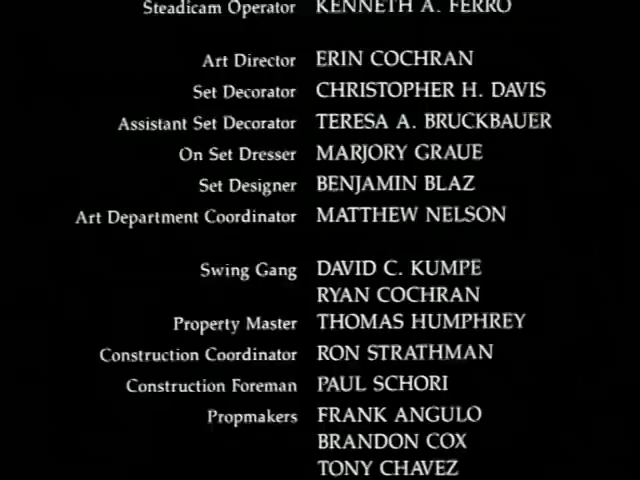 Steadicam Operator KENNETH A. FERRO
Art Director ERIN COCHRAN
Set Decorator CHRISTOPHER H. DAVIS
Assistant Set Decorator TERESA A. BRUCKBAUER
On Set Dresser MARJORY GRAUE
Set Designer BENJAMIN BLAZ
Art Department Coordinator MATTHEW NELSON
Swing Gang DAVID C. KUMPE
RYAN COCHRAN
Property Master THOMAS HUMPHREY
Construction Coordinator RON STRATHMAN
Construction Foreman PAUL SCHORI
Propmakers FRANK ANGULO
BRANDON COX
TONY CHAVEZ